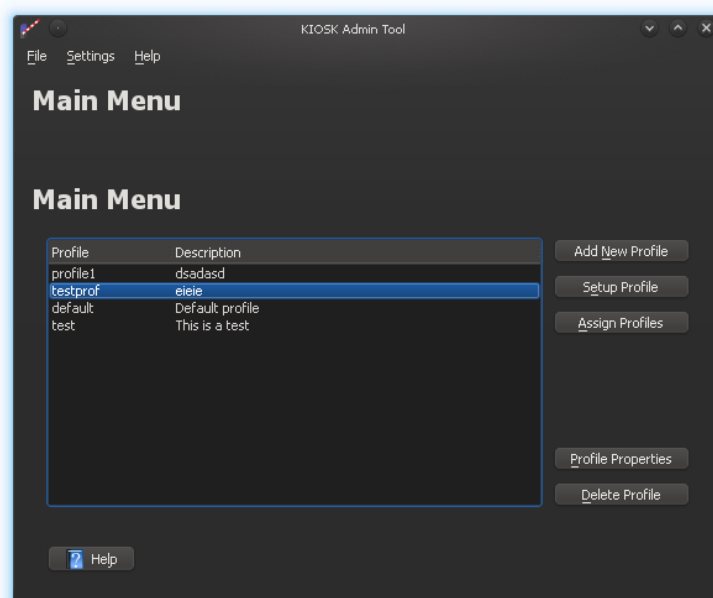 KIOSK Admin Tool
File Settings Help
Main Menu
Main Menu
Profile Description
profile1 dsadasd
testprof eieie
default Default profile
test This is a test
Add New Profile
Setup Profile
Assign Profiles
Profile Properties
Delete Profile
? Help